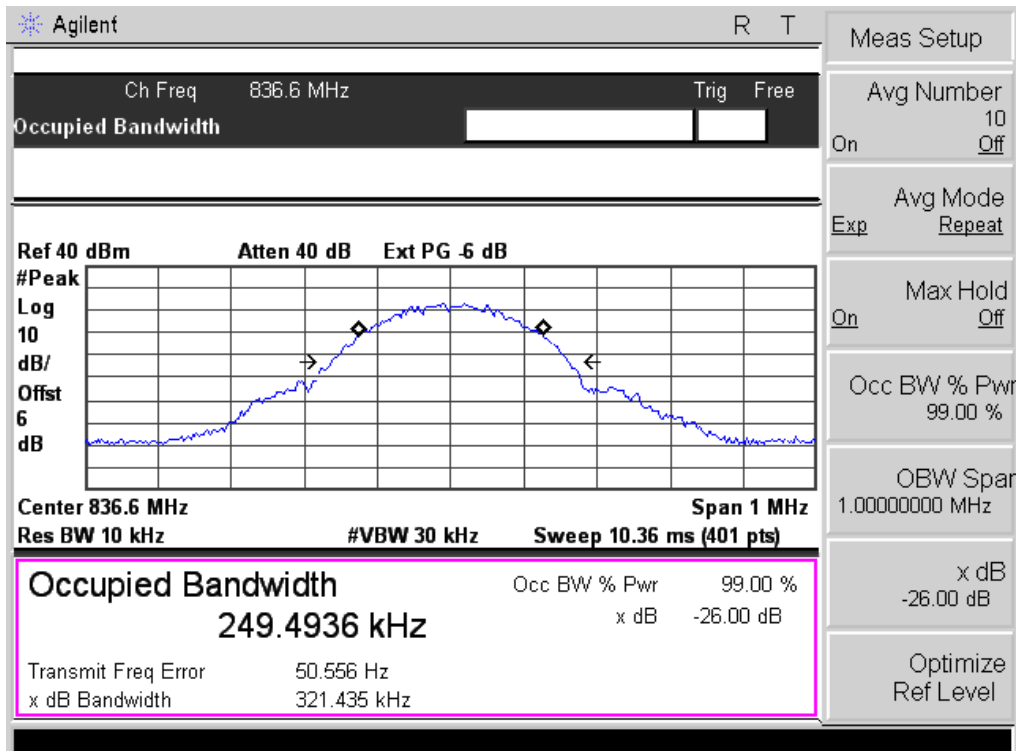 Agilent R T
Ch Freq 836.6 MHz Trig Free
Occupied Bandwidth
Ref 40 dBm Atten 40 dB Ext PG -6 dB
#Peak
Log
10
dB/
Offst
6
dB
Center 836.6 MHz Span 1 MHz
Res BW 10 kHz #VBW 30 kHz Sweep 10.36 ms (401 pts)
Occupied Bandwidth
249.4936 kHz
Occ BW % Pwr 99.00 %
x dB -26.00 dB
Transmit Freq Error 50.556 Hz
x dB Bandwidth 321.435 kHz
Meas Setup
Avg Number
10
On Off
Avg Mode
Exp Repeat
Max Hold
On Off
Occ BW % Pwr
99.00 %
OBW Span
1.00000000 MHz
x dB
-26.00 dB
Optimize
Ref Level